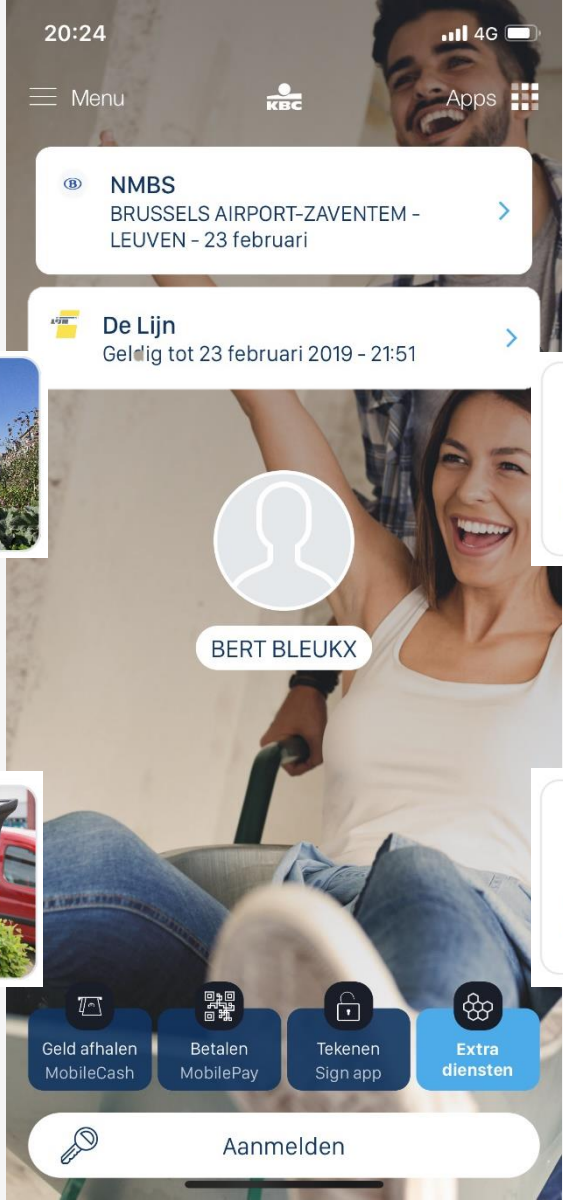 20:24
4G
Menu
KBC
Apps
B
NMBS
BRUSSELS AIRPORT-ZAVENTEM -
LEUVEN - 23 februari
De Lijn
Geldig tot 23 februari 2019 - 21:51
BERT BLEUKX
Geld afhalen
MobileCash
Betalen
MobilePay
Tekenen
Sign app
Extra
diensten
Aanmelden